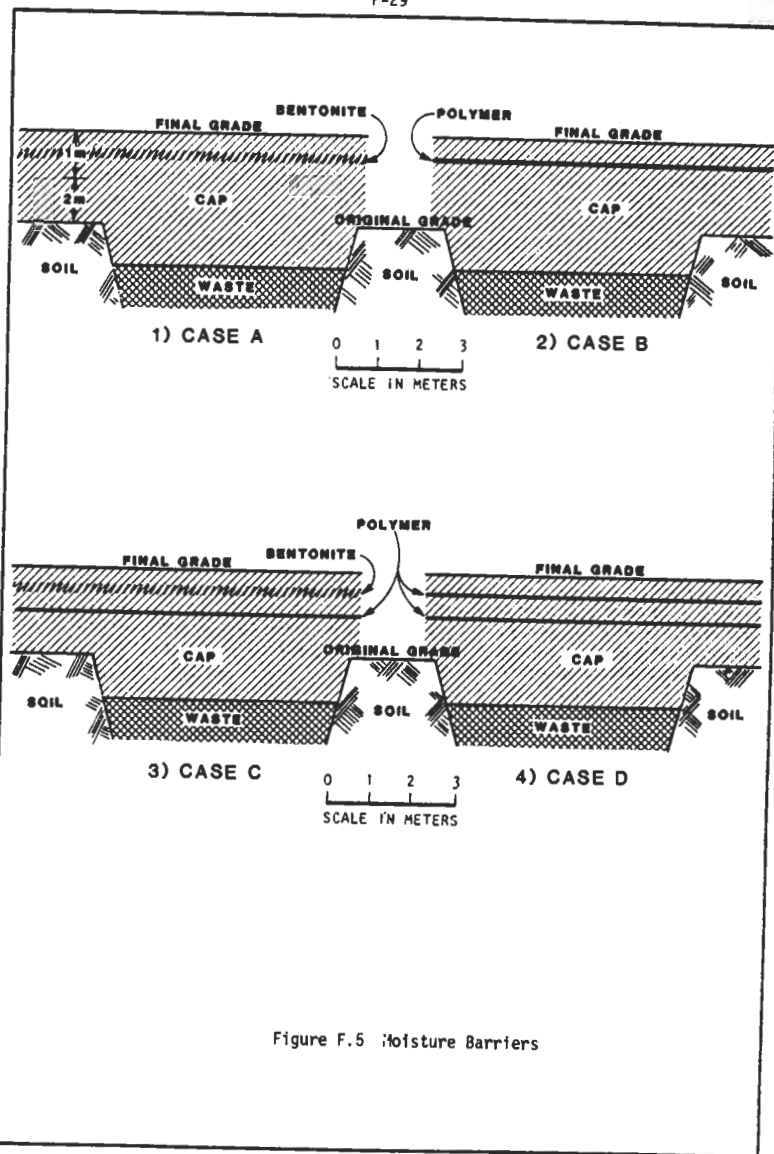 F-29
BENTONITE
POLYMER
FINAL GRADE
FINAL GRADE
1m
2m
CAP
CAP
ORIGINAL GRADE
SOIL
SOIL
SOIL
WASTE
WASTE
1) CASE A
2) CASE B
0 1 2 3
SCALE IN METERS
POLYMER
BENTONITE
FINAL GRADE
FINAL GRADE
CAP
CAP
ORIGINAL GRADE
SOIL
SOIL
SOIL
WASTE
WASTE
3) CASE C
4) CASE D
0 1 2 3
SCALE IN METERS
Figure F.5 Moisture Barriers